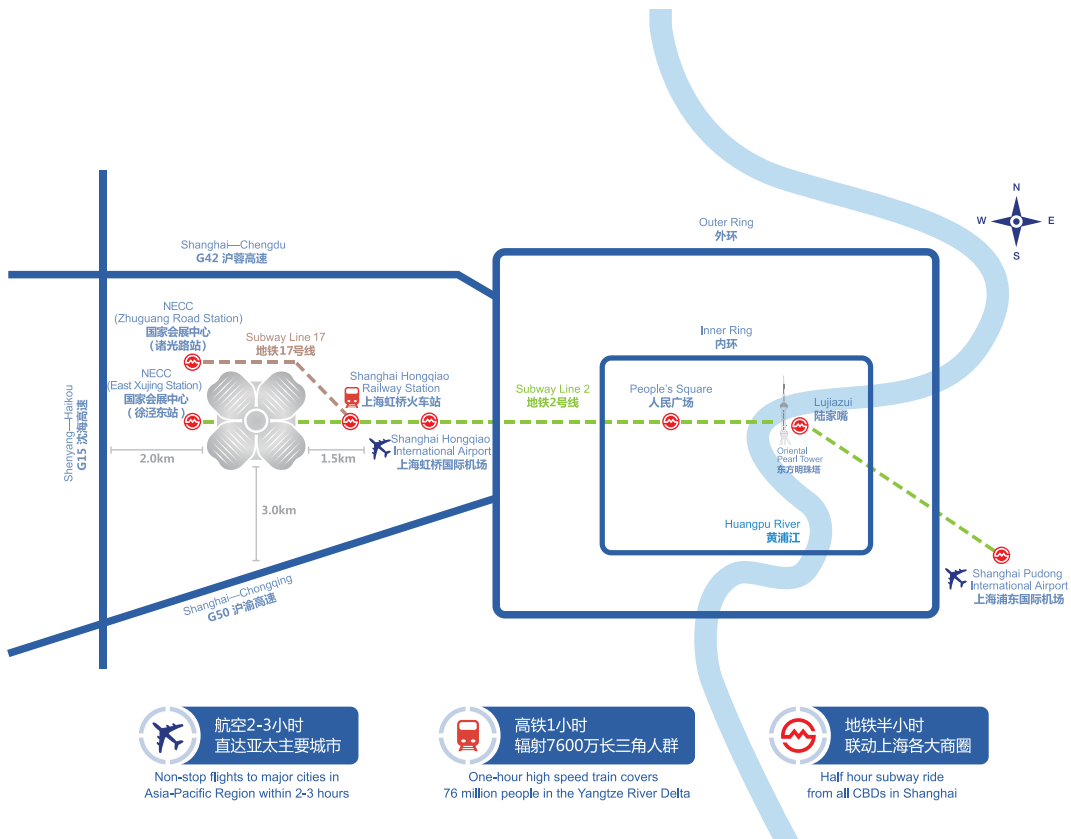 N
W
E
S
Outer Ring
外环
Shanghai—Chengdu
G42 沪蓉高速
NECC
(Zhuguang Road Station)
国家会展中心
(诸光路站)
Subway Line 17
地铁17号线
Inner Ring
内环
NECC
(East Xujing Station)
国家会展中心
(徐泾东站)
Shanghai Hongqiao
Railway Station
上海虹桥火车站
Subway Line 2
地铁2号线
People's Square
人民广场
Lujiazui
陆家嘴
Shenyang—Haikou
G15 沈海高速
Shanghai Hongqiao
International Airport
上海虹桥国际机场
Oriental
Pearl Tower
东方明珠塔
2.0km
1.5km
3.0km
Huangpu River
黄浦江
Shanghai—Chongqing
G50 沪渝高速
Shanghai Pudong
International Airport
上海浦东国际机场
航空2-3小时
直达亚太主要城市
Non-stop flights to major cities in
Asia-Pacific Region within 2-3 hours
高铁1小时
辐射7600万长三角人群
One-hour high speed train covers
76 million people in the Yangtze River Delta
地铁半小时
联动上海各大商圈
Half hour subway ride
from all CBDs in Shanghai